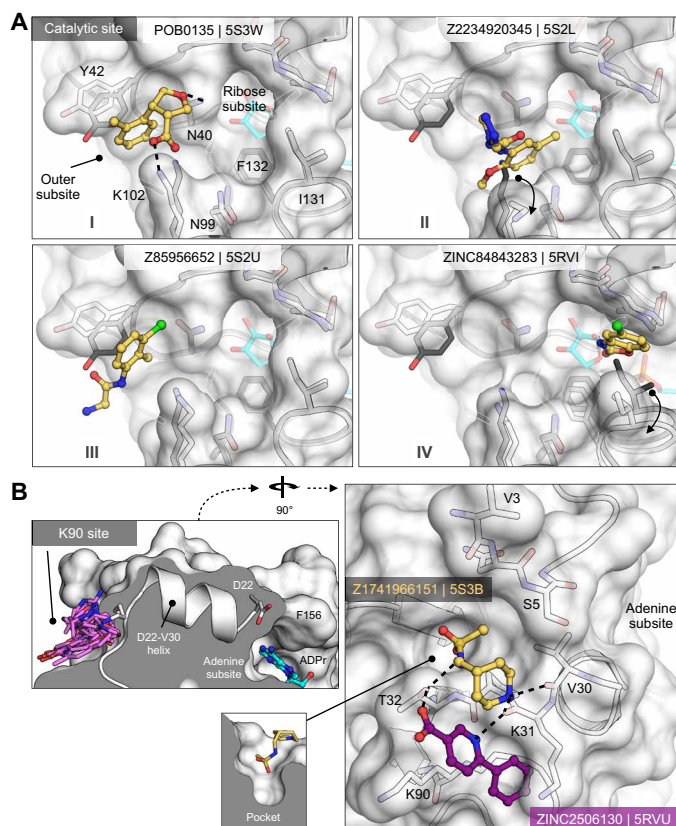 A
Catalytic site
POB0135 | 5S3W
Y42
Ribose
subsite
N40
F132
Outer
subsite
K102
I131
I
N99
Z2234920345 | 5S2L
II
Z85956652 | 5S2U
III
ZINC84843283 | 5RVI
IV
B
90°
K90 site
D22
D22-V30
helix
F156
Adenine
subsite
ADPr
Pocket
V3
Z1741966151 | 5S3B
S5
Adenine
subsite
T32
V30
K31
K90
ZINC2506130 | 5RVU